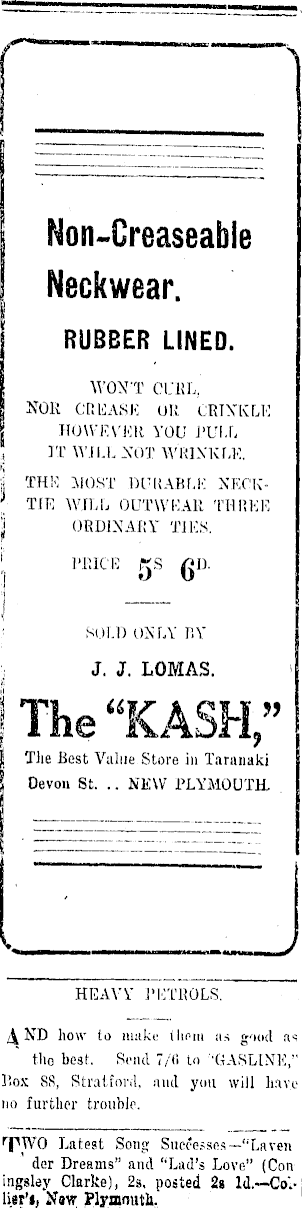 Non-Creaseable
Neckwear.
RUBBER LINED.
WON'T CURL,
NOR CREASE OR CRINKLE
HOWEVER YOU PULL
IT WILL NOT WRINKLE.
THE MOST DURABLE NECK-
TIE WILL OUTWEAR THREE
ORDINARY TIES.
PRICE 5S 6D.
SOLD ONLY BY
J. J. LOMAS.
The "KASH,"
The Best Value Store in Taranaki
Devon St. .. NEW PLYMOUTH.
HEAVY PETROLS.
AND how to make them as good as
the best. Send 7/6 to "GASLINE,"
Box 88, Stratford, and you will have
no further trouble.
TWO Latest Song Successes—"Laven
der Dreams" and "Lad's Love" (Con
ingsley Clarke), 2s, posted 2s 1d.—Col-
lier's, New Plymouth.